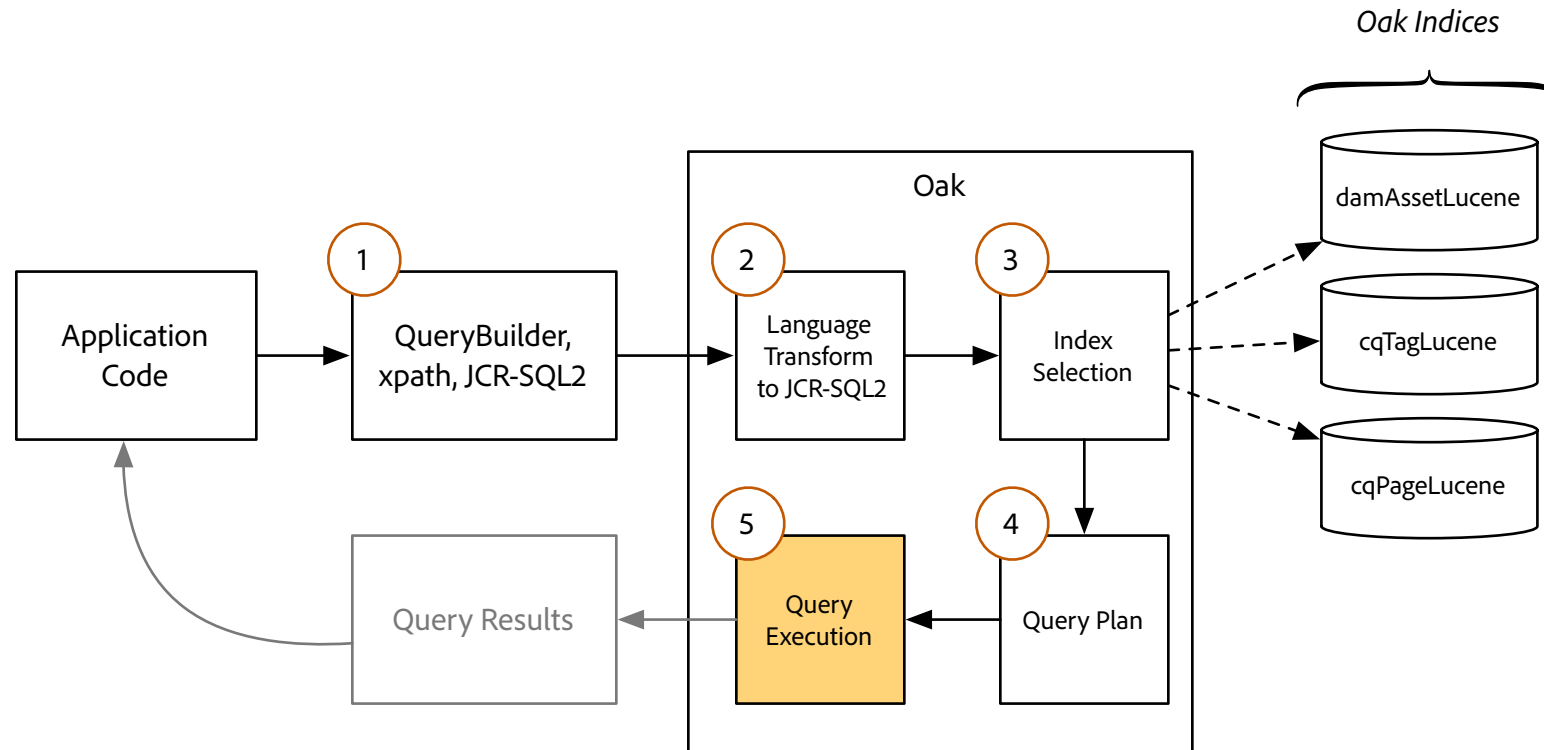 Oak Indices
Oak
damAssetLucene
1
2
3
Application
Code
QueryBuilder,
xpath, JCR-SQL2
Language
Transform
to JCR-SQL2
Index
Selection
cqTagLucene
cqPageLucene
5
4
Query Results
Query
Execution
Query Plan